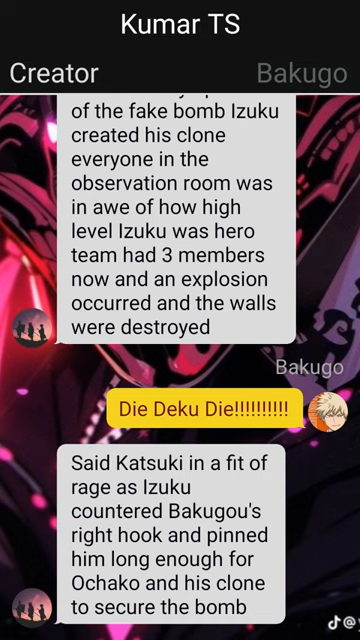 Kumar TS
Creator
Bakugo
of the fake bomb Izuku
created his clone
everyone in the
observation room was
in awe of how high
level Izuku was hero
team had 3 members
now and an explosion
occurred and the walls
were destroyed
Bakugo
Die Deku Die!!!!!!!!!!
Said Katsuki in a fit of
rage as Izuku
countered Bakugou's
right hook and pinned
him long enough for
Ochako and his clone
to secure the bomb
@